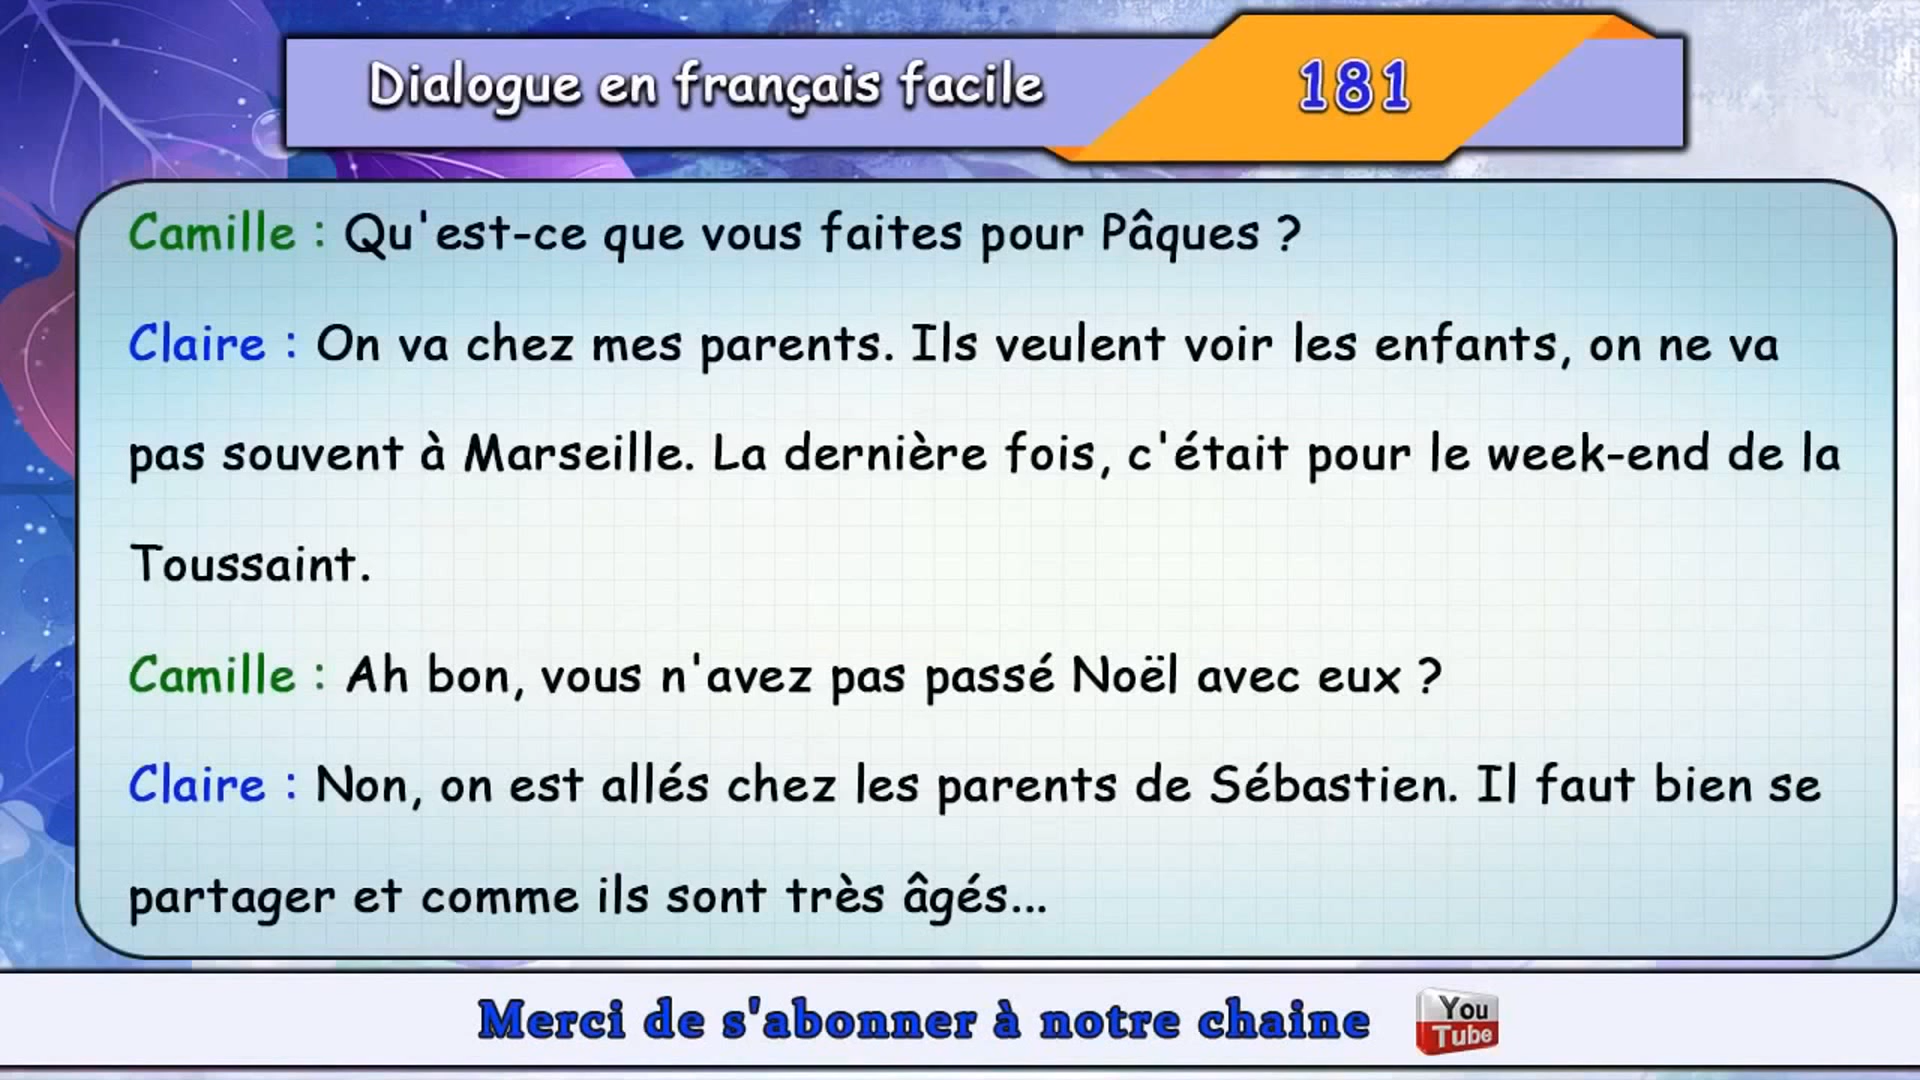 Dialogue en français facile
181
Camille : Qu'est-ce que vous faites pour Pâques ?
Claire : On va chez mes parents. Ils veulent voir les enfants, on ne va
pas souvent à Marseille. La dernière fois, c'était pour le week-end de la
Toussaint.
Camille : Ah bon, vous n'avez pas passé Noël avec eux ?
Claire : Non, on est allés chez les parents de Sébastien. Il faut bien se
partager et comme ils sont très âgés...
Merci de s'abonner à notre chaine
You
Tube